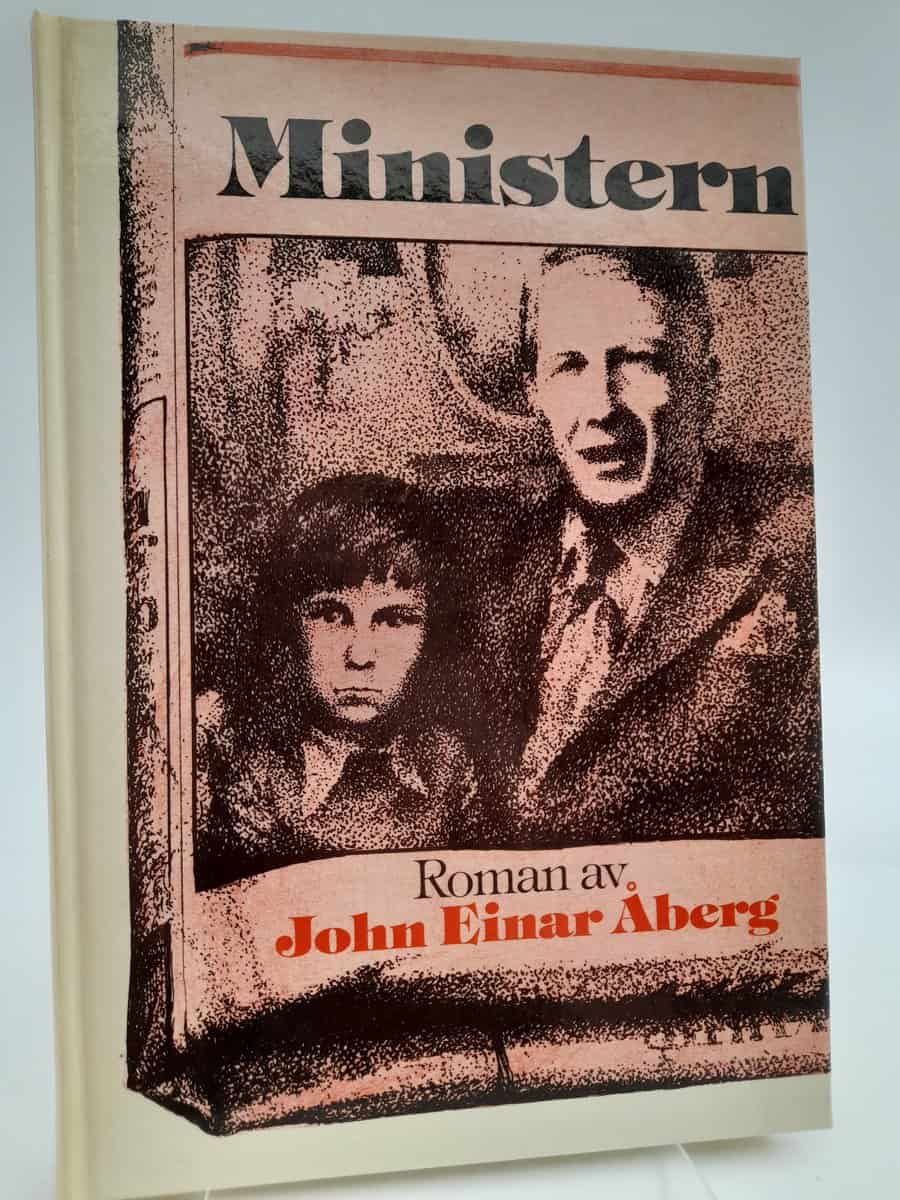 Ministern
Roman av
John Einar Åberg